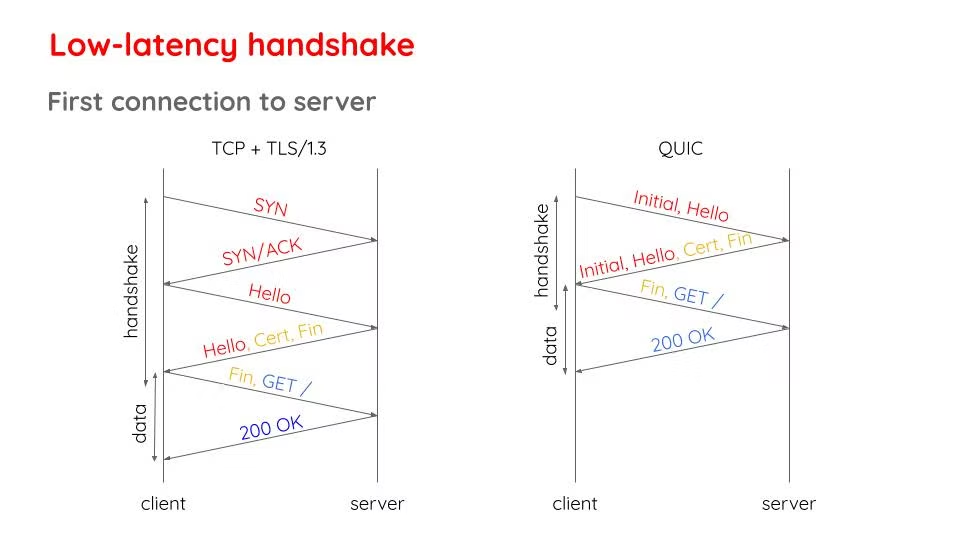 Low-latency handshake
First connection to server
TCP + TLS/1.3
SYN
SYN/ACK
Hello
Hello, Cert, Fin
Fin, GET /
200 OK
handshake
data
client
server
QUIC
Initial, Hello
Initial, Hello, Cert, Fin
Fin, GET /
200 OK
handshake
data
client
server